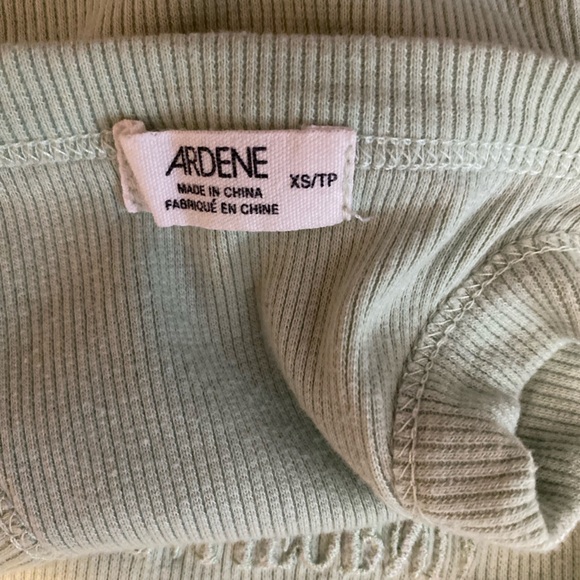 ARDENE
XS/TP
MADE IN CHINA
FABRIQUÉ EN CHINE